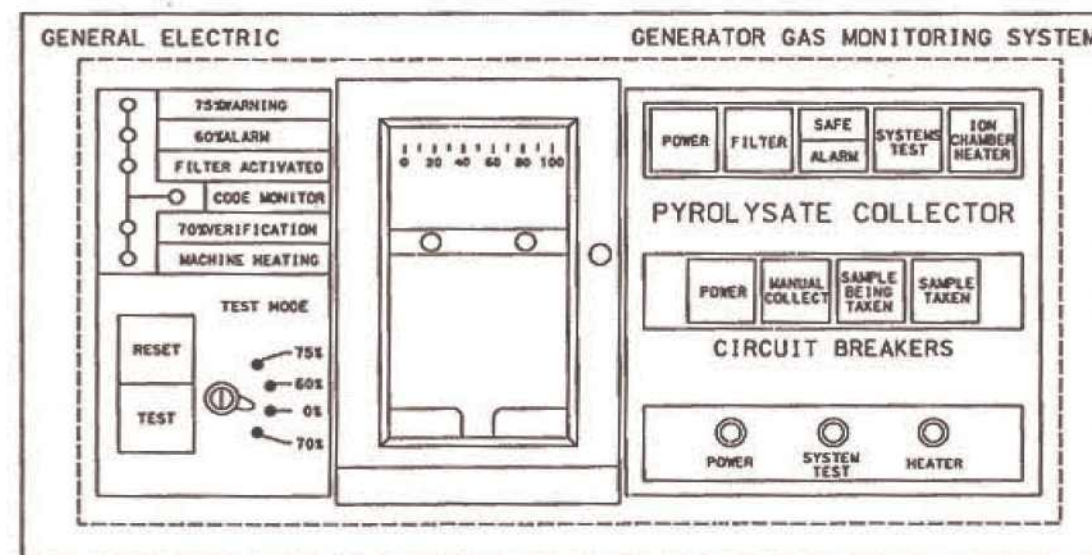 GENERAL ELECTRIC
GENERATOR GAS MONITORING SYSTEM
75%WARNING
60%ALARM
FILTER ACTIVATED
CODE MONITOR
70%VERIFICATION
MACHINE HEATING
TEST MODE
RESET
TEST
75%
60%
0%
70%
0 20 40 60 80 100
POWER
FILTER
SAFE
ALARM
SYSTEMS
TEST
ION
CHAMBER
HEATER
PYROLYSATE COLLECTOR
POWER
MANUAL
COLLECT
SAMPLE
BEING
TAKEN
SAMPLE
TAKEN
CIRCUIT BREAKERS
POWER
SYSTEM
TEST
HEATER